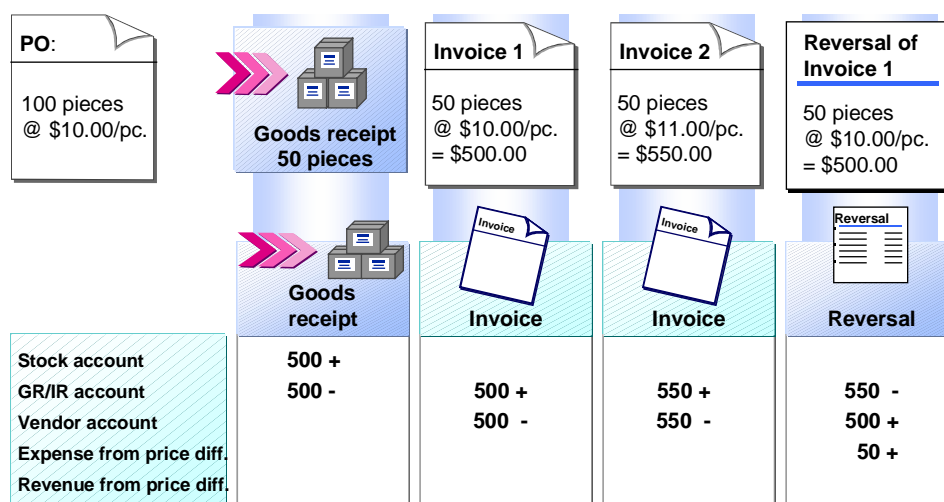 PO:
100 pieces
@ $10.00/pc.
Goods receipt
50 pieces
Invoice 1
50 pieces
@ $10.00/pc.
= $500.00
Invoice 2
50 pieces
@ $11.00/pc.
= $550.00
Reversal of
Invoice 1
50 pieces
@ $10.00/pc.
= $500.00
Goods
receipt
Invoice
Invoice
Invoice
Invoice
Reversal
Reversal
Stock account 500 +
GR/IR account 500 - 500 + 550 + 550 -
Vendor account 500 - 550 - 500 +
Expense from price diff. 50 +
Revenue from price diff.